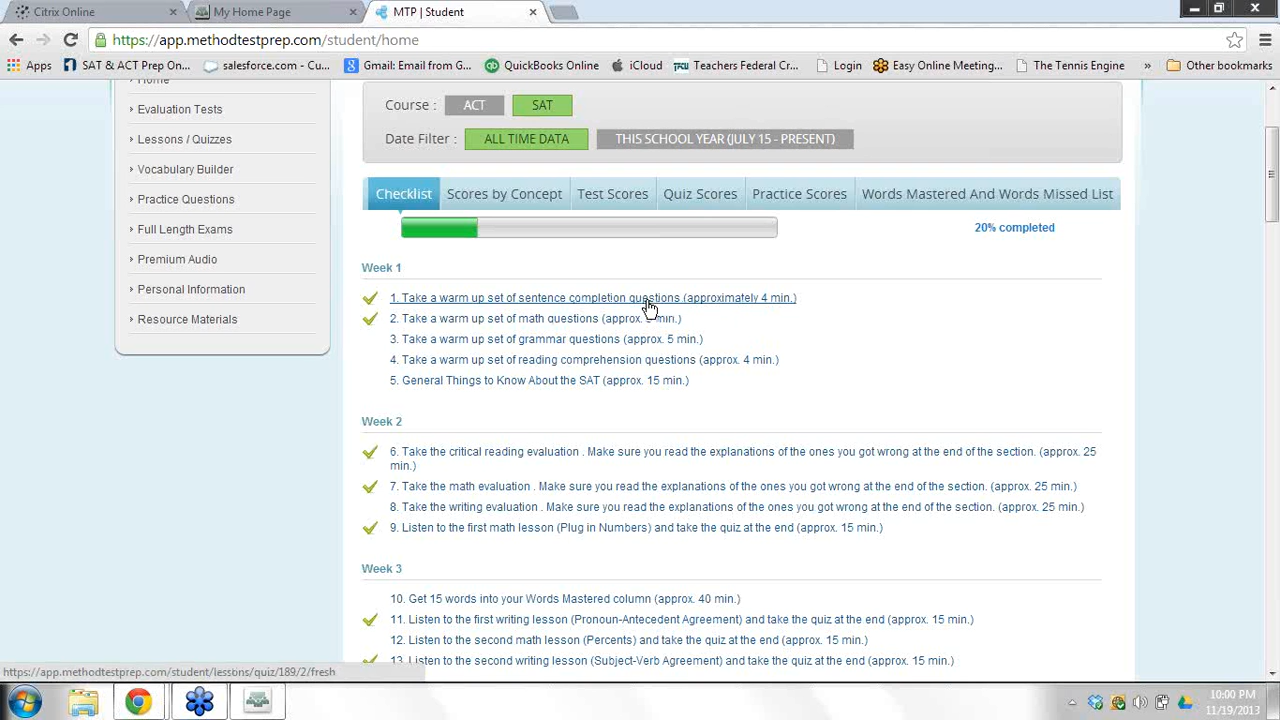 Citrix Online
My Home Page
MTP | Student
https://app.methodtestprep.com/student/home
Apps
SAT & ACT Prep On...
salesforce.com - Cu...
Gmail: Email from G...
QuickBooks Online
iCloud
Teachers Federal Cr...
Login
Easy Online Meeting...
The Tennis Engine
»
Other bookmarks
Home
Evaluation Tests
Lessons / Quizzes
Vocabulary Builder
Practice Questions
Full Length Exams
Premium Audio
Personal Information
Resource Materials
Course : ACT SAT
Date Filter : ALL TIME DATA THIS SCHOOL YEAR (JULY 15 - PRESENT)
Checklist Scores by Concept Test Scores Quiz Scores Practice Scores Words Mastered And Words Missed List
20% completed
Week 1
1. Take a warm up set of sentence completion questions (approximately 4 min.)
2. Take a warm up set of math questions (approx. min.)
3. Take a warm up set of grammar questions (approx. 5 min.)
4. Take a warm up set of reading comprehension questions (approx. 4 min.)
5. General Things to Know About the SAT (approx. 15 min.)
Week 2
6. Take the critical reading evaluation . Make sure you read the explanations of the ones you got wrong at the end of the section. (approx. 25
min.)
7. Take the math evaluation . Make sure you read the explanations of the ones you got wrong at the end of the section. (approx. 25 min.)
8. Take the writing evaluation . Make sure you read the explanations of the ones you got wrong at the end of the section. (approx. 25 min.)
9. Listen to the first math lesson (Plug in Numbers) and take the quiz at the end (approx. 15 min.)
Week 3
10. Get 15 words into your Words Mastered column (approx. 40 min.)
11. Listen to the first writing lesson (Pronoun-Antecedent Agreement) and take the quiz at the end (approx. 15 min.)
12. Listen to the second math lesson (Percents) and take the quiz at the end (approx. 15 min.)
13. Listen to the second writing lesson (Subject-Verb Agreement) and take the quiz at the end (approx. 15 min.)
https://app.methodtestprep.com/student/lessons/quiz/189/2/fresh
10:00 PM
11/19/2013